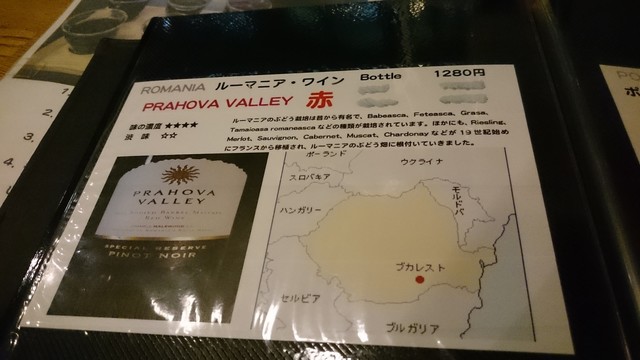 ROMANIA ルーマニア・ワイン Bottle 1280円
PRAHOVA VALLEY 赤
味の濃度 ★★★★
渋 味 ☆☆
ルーマニアのぶどう栽培は昔から有名で、Babeasca、Feteasca、Grasa、
Tamaioasa romaneasca などの種類が栽培されています。ほかにも、Riesling、
Merlot、Sauvignon、Cabernet、Muscat、Chardonay などが 19 世紀始め
にフランスから移植され、ルーマニアのぶどう畑に根付いていきました。
PRAHOVA
VALLEY
SPECIAL RESERVE
PINOT NOIR
ポーランド
ウクライナ
スロバキア
モルドバ
ハンガリー
ブカレスト
セルビア
ブルガリア
1.
2.
3.
4.
PO